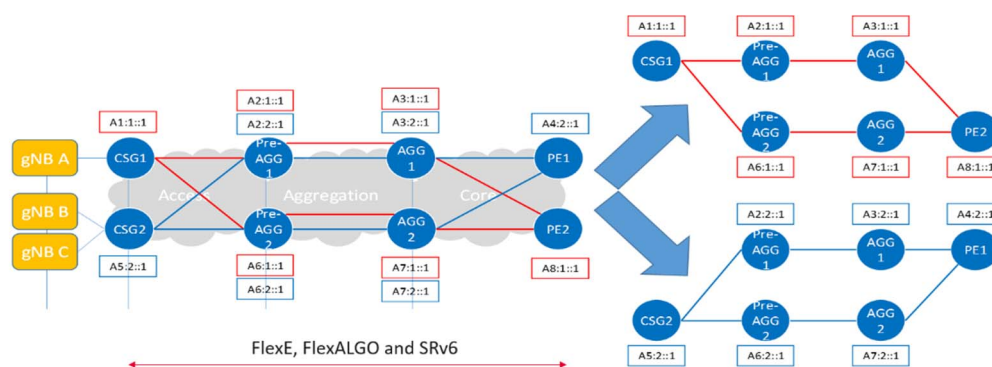 A1:1::1
A2:1::1
A2:2::1
A3:1::1
A3:2::1
A4:2::1
gNB A
CSG1
Pre-
AGG
1
AGG
1
PE1
Access
Aggregation
Core
gNB B
gNB C
CSG2
Pre-
AGG
2
AGG
2
PE2
A5:2::1
A6:1::1
A6:2::1
A7:1::1
A7:2::1
A8:1::1
FlexE, FlexALGO and SRv6
A1:1::1
A2:1::1
A3:1::1
CSG1
Pre-
AGG
1
AGG
1
Pre-
AGG
2
AGG
2
PE2
A6:1::1
A7:1::1
A8:1::1
A2:2::1
A3:2::1
A4:2::1
Pre-
AGG
1
AGG
1
PE1
CSG2
Pre-
AGG
2
AGG
2
A5:2::1
A6:2::1
A7:2::1